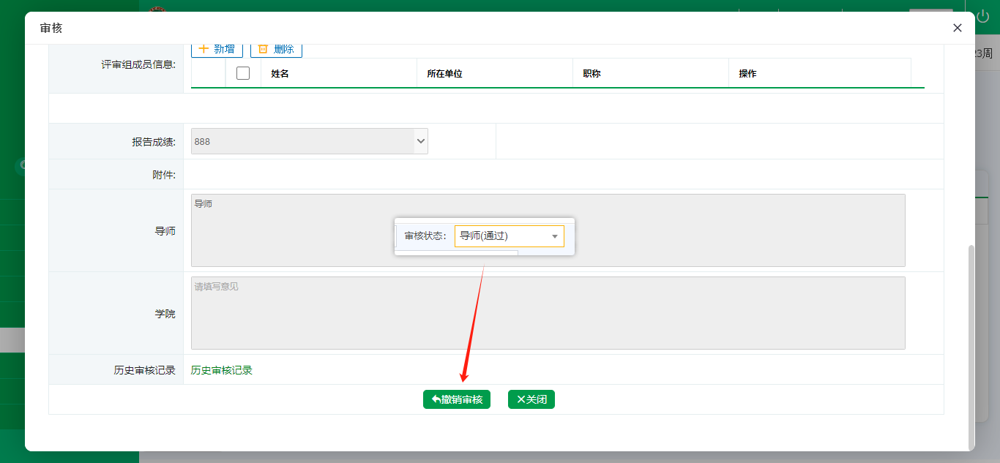 审核
23周
新增 删除
评审组成员信息:
姓名 所在单位 职称 操作
报告成绩: 888
附件:
导师 导师
审核状态: 导师(通过)
学院 请填写意见
历史审核记录 历史审核记录
撤销审核 关闭